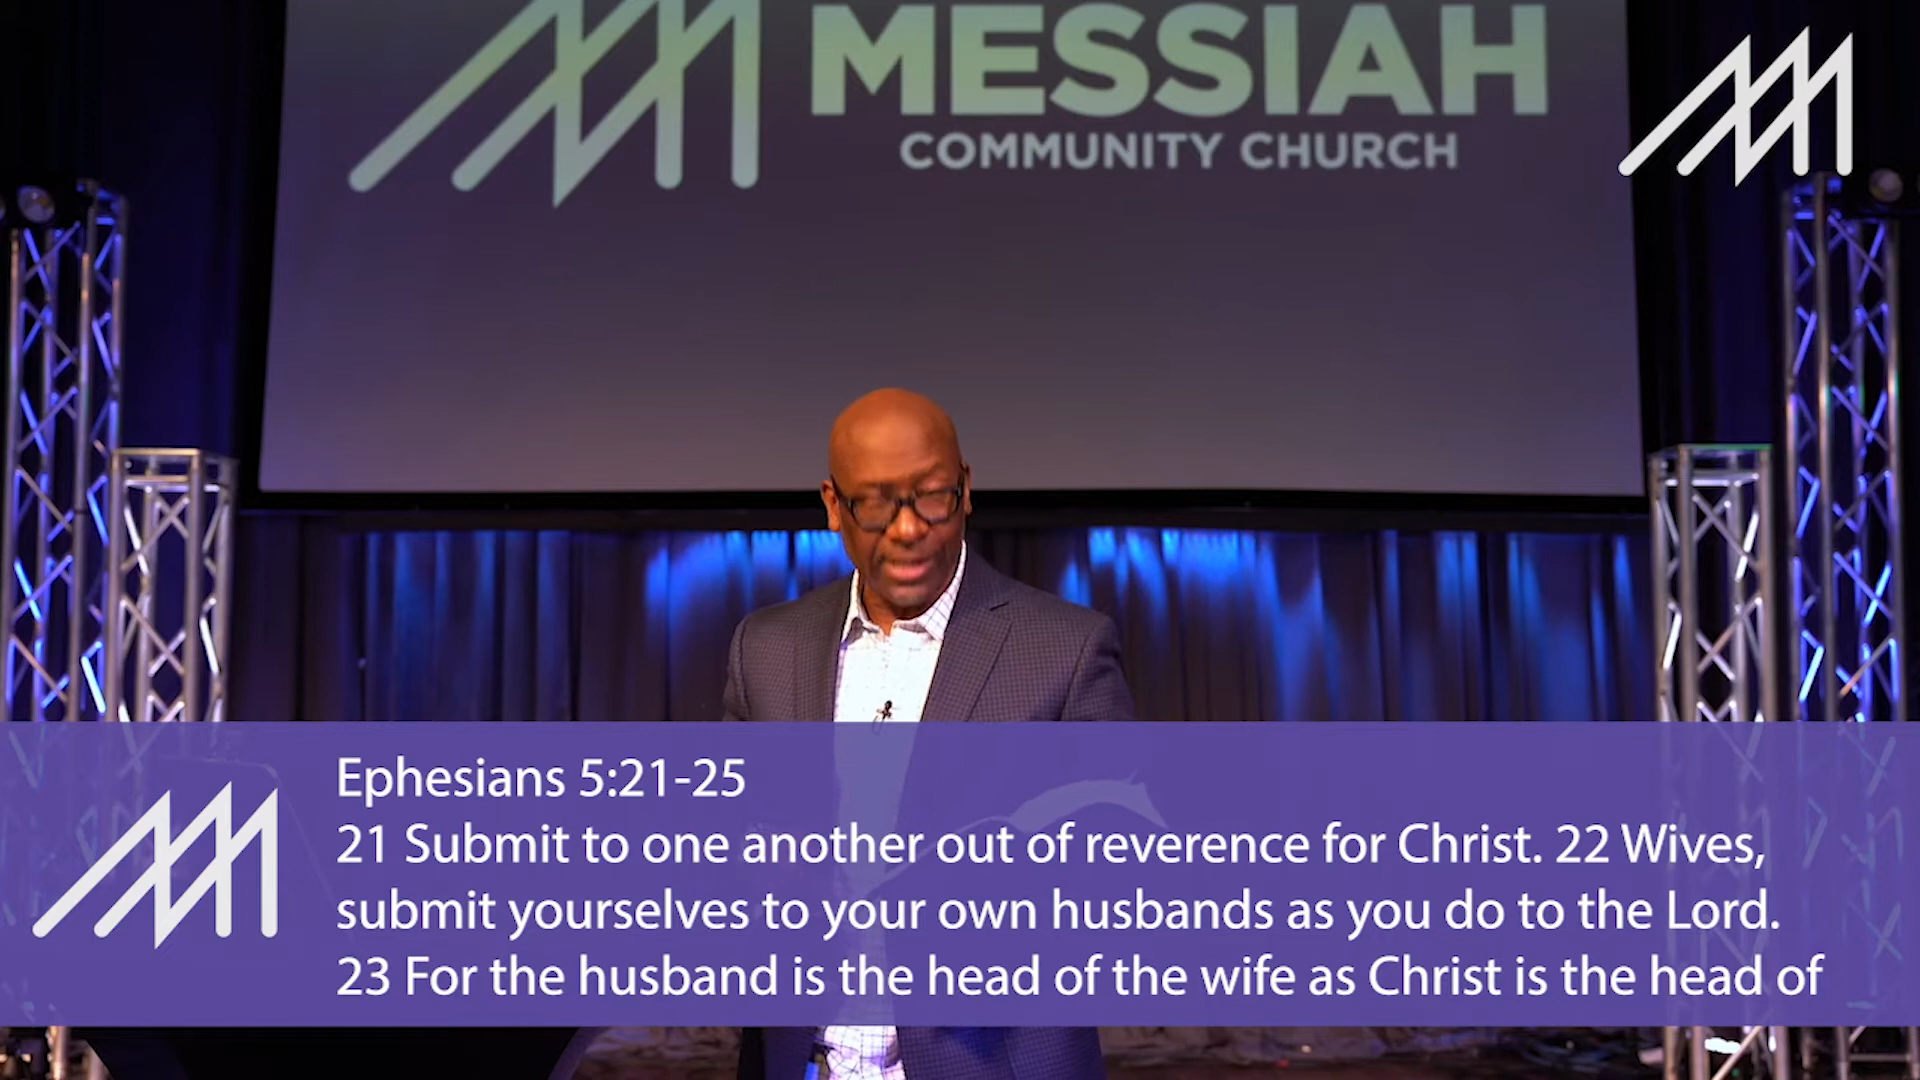 MESSIAH
COMMUNITY CHURCH
Ephesians 5:21-25
21 Submit to one another out of reverence for Christ. 22 Wives,
submit yourselves to your own husbands as you do to the Lord.
23 For the husband is the head of the wife as Christ is the head of